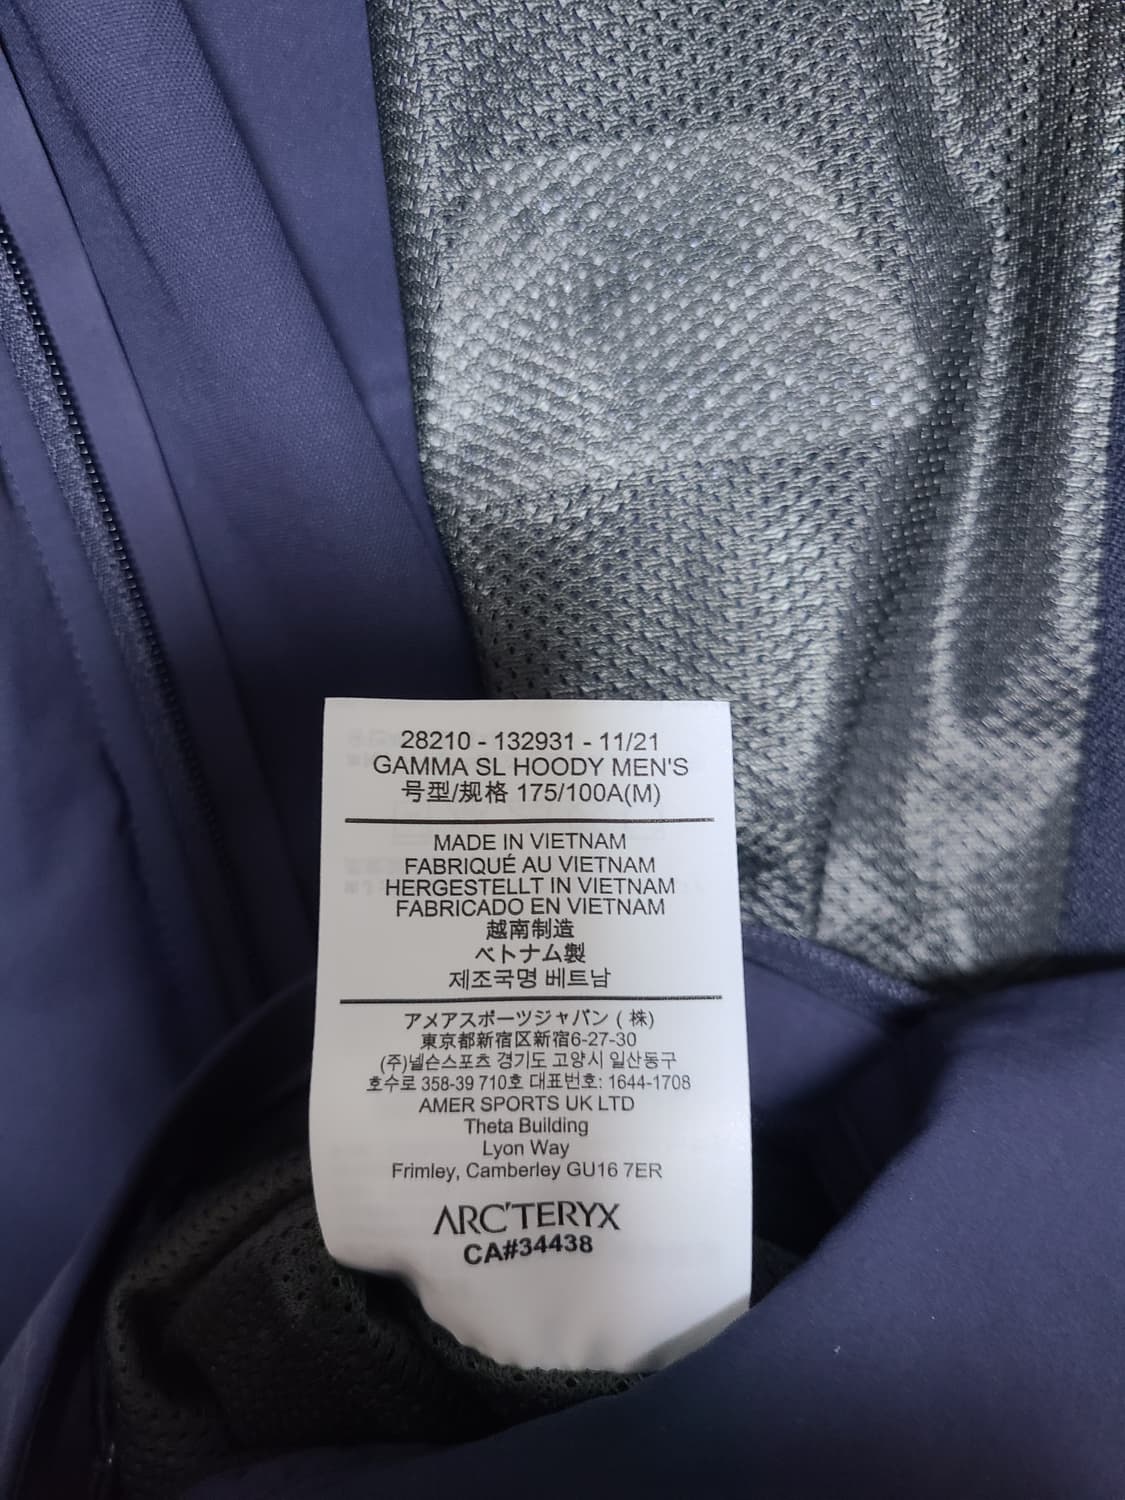 28210 - 132931 - 11/21
GAMMA SL HOODY MEN'S
号型/规格 175/100A(M)
MADE IN VIETNAM
FABRIQUÉ AU VIETNAM
HERGESTELLT IN VIETNAM
FABRICADO EN VIETNAM
越南制造
ベトナム製
제조국명 베트남
アメアスポーツジャパン ( 株)
東京都新宿区新宿6-27-30
(주)넬슨스포츠 경기도 고양시 일산동구
호수로 358-39 710호 대표번호: 1644-1708
AMER SPORTS UK LTD
Theta Building
Lyon Way
Frimley, Camberley GU16 7ER
ARC'TERYX
CA#34438